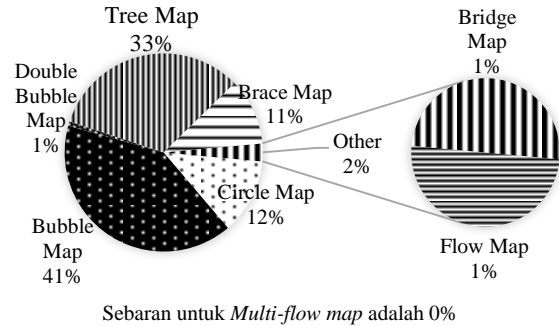 Tree Map
33%
Double
Bubble
Map
1%
Brace Map
11%
Other
2%
Circle Map
12%
Bubble
Map
41%
Bridge
Map
1%
Flow Map
1%
Sebaran untuk Multi-flow map adalah 0%